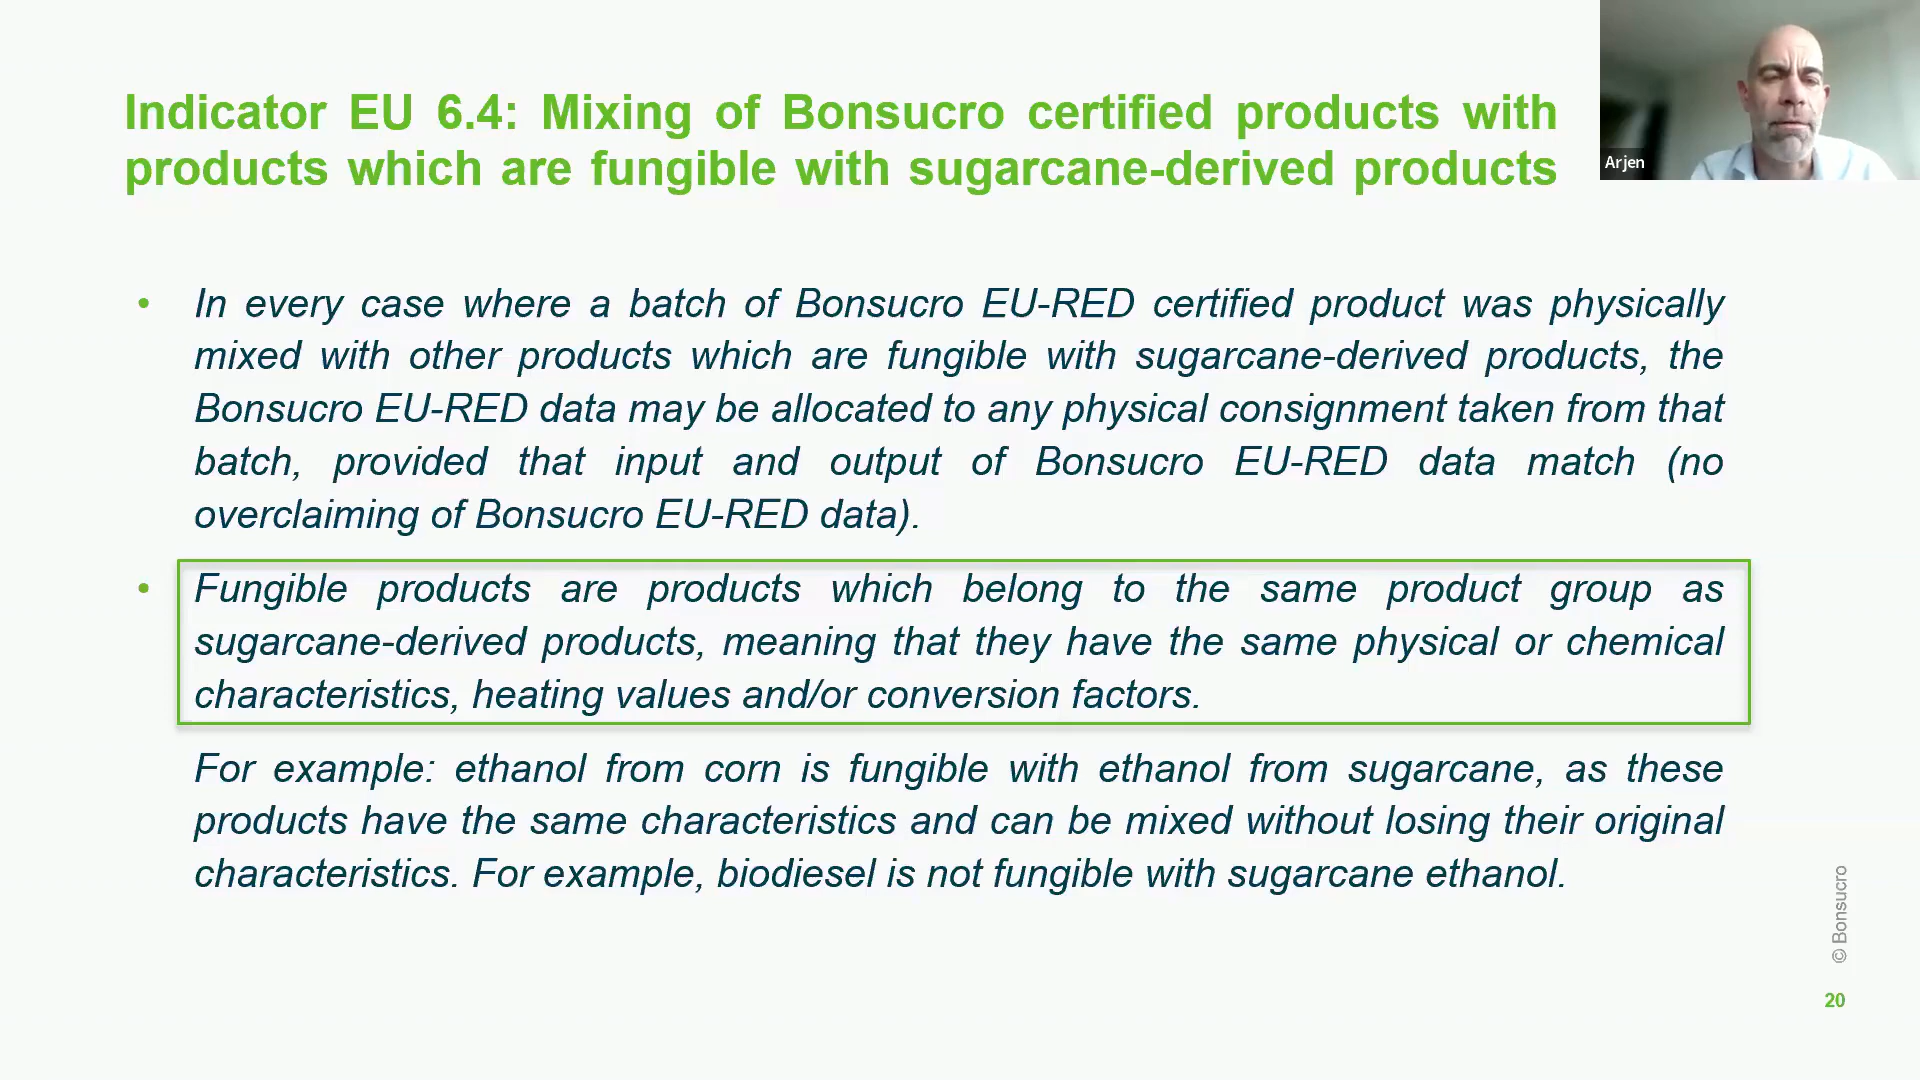 Indicator EU 6.4: Mixing of Bonsucro certified products with
products which are fungible with sugarcane-derived products
Arjen
• In every case where a batch of Bonsucro EU-RED certified product was physically
mixed with other products which are fungible with sugarcane-derived products, the
Bonsucro EU-RED data may be allocated to any physical consignment taken from that
batch, provided that input and output of Bonsucro EU-RED data match (no
overclaiming of Bonsucro EU-RED data).
• Fungible products are products which belong to the same product group as
sugarcane-derived products, meaning that they have the same physical or chemical
characteristics, heating values and/or conversion factors.
For example: ethanol from corn is fungible with ethanol from sugarcane, as these
products have the same characteristics and can be mixed without losing their original
characteristics. For example, biodiesel is not fungible with sugarcane ethanol.
© Bonsucro
20